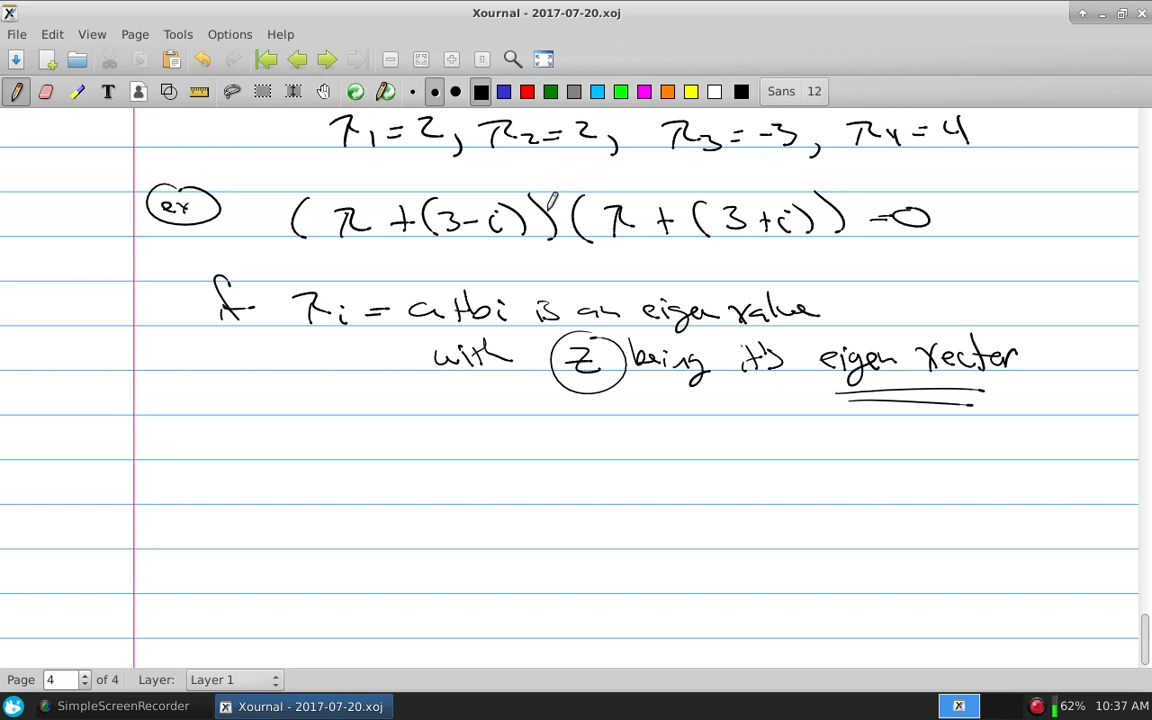 Xournal - 2017-07-20.xoj
File Edit View Page Tools Options Help
Sans 12
λ1 = 2, λ2 = 2, λ3 = -3, λ4 = 4
ex (λ + (3-i))(λ + (3+i)) = 0
If λi = a+bi is an eigen value
with z being it's eigen vector
Page 4 of 4 Layer: Layer 1
SimpleScreenRecorder Xournal - 2017-07-20.xoj 62% 10:37 AM